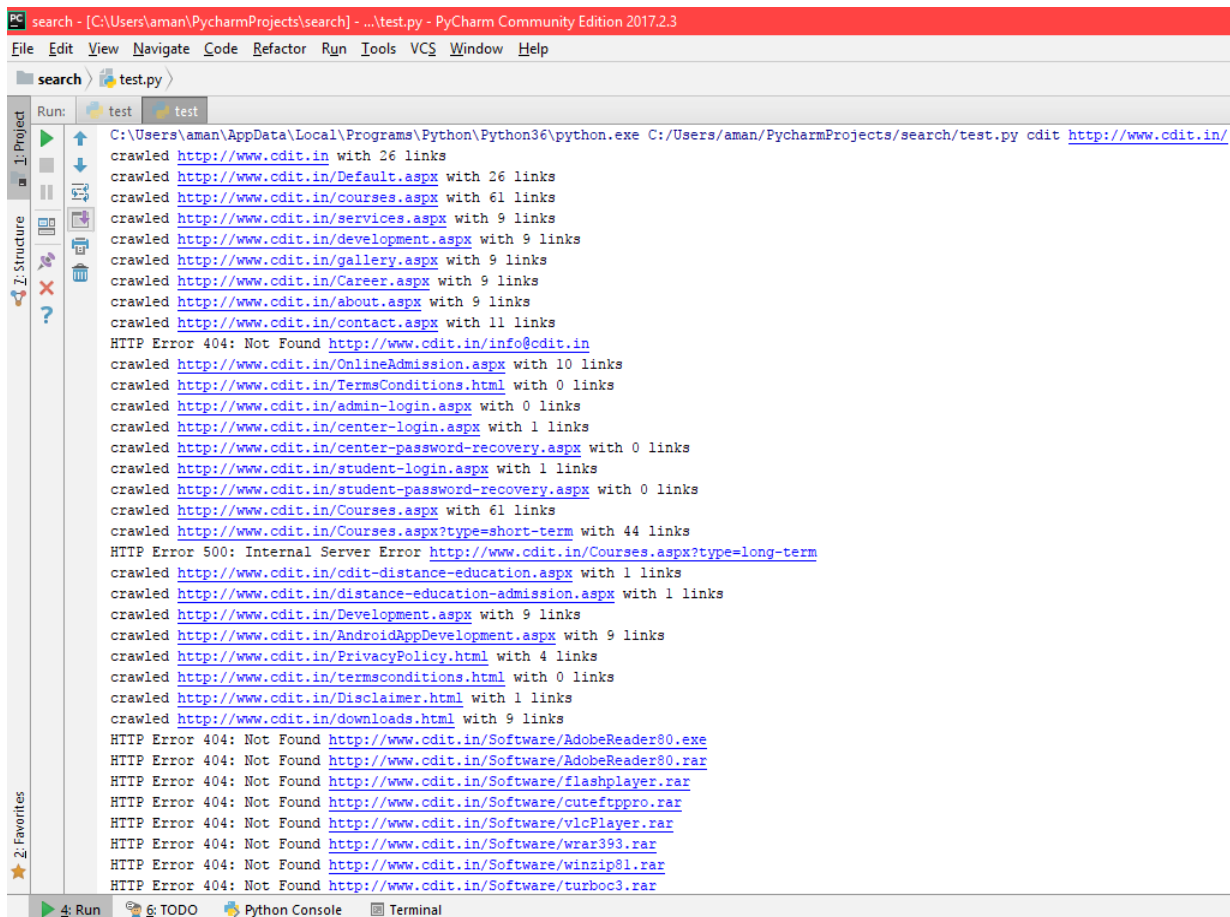 PC search - [C:\Users\aman\PycharmProjects\search] - ...\test.py - PyCharm Community Edition 2017.2.3
File Edit View Navigate Code Refactor Run Tools VCS Window Help
search test.py
Run: test test
1: Project
7: Structure
2: Favorites
C:\Users\aman\AppData\Local\Programs\Python\Python36\python.exe C:/Users/aman/PycharmProjects/search/test.py cdit http://www.cdit.in/
crawled http://www.cdit.in with 26 links
crawled http://www.cdit.in/Default.aspx with 26 links
crawled http://www.cdit.in/courses.aspx with 61 links
crawled http://www.cdit.in/services.aspx with 9 links
crawled http://www.cdit.in/development.aspx with 9 links
crawled http://www.cdit.in/gallery.aspx with 9 links
crawled http://www.cdit.in/Career.aspx with 9 links
crawled http://www.cdit.in/about.aspx with 9 links
crawled http://www.cdit.in/contact.aspx with 11 links
HTTP Error 404: Not Found http://www.cdit.in/info@cdit.in
crawled http://www.cdit.in/OnlineAdmission.aspx with 10 links
crawled http://www.cdit.in/TermsConditions.html with 0 links
crawled http://www.cdit.in/admin-login.aspx with 0 links
crawled http://www.cdit.in/center-login.aspx with 1 links
crawled http://www.cdit.in/center-password-recovery.aspx with 0 links
crawled http://www.cdit.in/student-login.aspx with 1 links
crawled http://www.cdit.in/student-password-recovery.aspx with 0 links
crawled http://www.cdit.in/Courses.aspx with 61 links
crawled http://www.cdit.in/Courses.aspx?type=short-term with 44 links
HTTP Error 500: Internal Server Error http://www.cdit.in/Courses.aspx?type=long-term
crawled http://www.cdit.in/cdit-distance-education.aspx with 1 links
crawled http://www.cdit.in/distance-education-admission.aspx with 1 links
crawled http://www.cdit.in/Development.aspx with 9 links
crawled http://www.cdit.in/AndroidAppDevelopment.aspx with 9 links
crawled http://www.cdit.in/PrivacyPolicy.html with 4 links
crawled http://www.cdit.in/termsconditions.html with 0 links
crawled http://www.cdit.in/Disclaimer.html with 1 links
crawled http://www.cdit.in/downloads.html with 9 links
HTTP Error 404: Not Found http://www.cdit.in/Software/AdobeReader80.exe
HTTP Error 404: Not Found http://www.cdit.in/Software/AdobeReader80.rar
HTTP Error 404: Not Found http://www.cdit.in/Software/flashplayer.rar
HTTP Error 404: Not Found http://www.cdit.in/Software/cuteftppro.rar
HTTP Error 404: Not Found http://www.cdit.in/Software/vlcPlayer.rar
HTTP Error 404: Not Found http://www.cdit.in/Software/wrar393.rar
HTTP Error 404: Not Found http://www.cdit.in/Software/winzip81.rar
HTTP Error 404: Not Found http://www.cdit.in/Software/turboc3.rar
4: Run 6: TODO Python Console Terminal